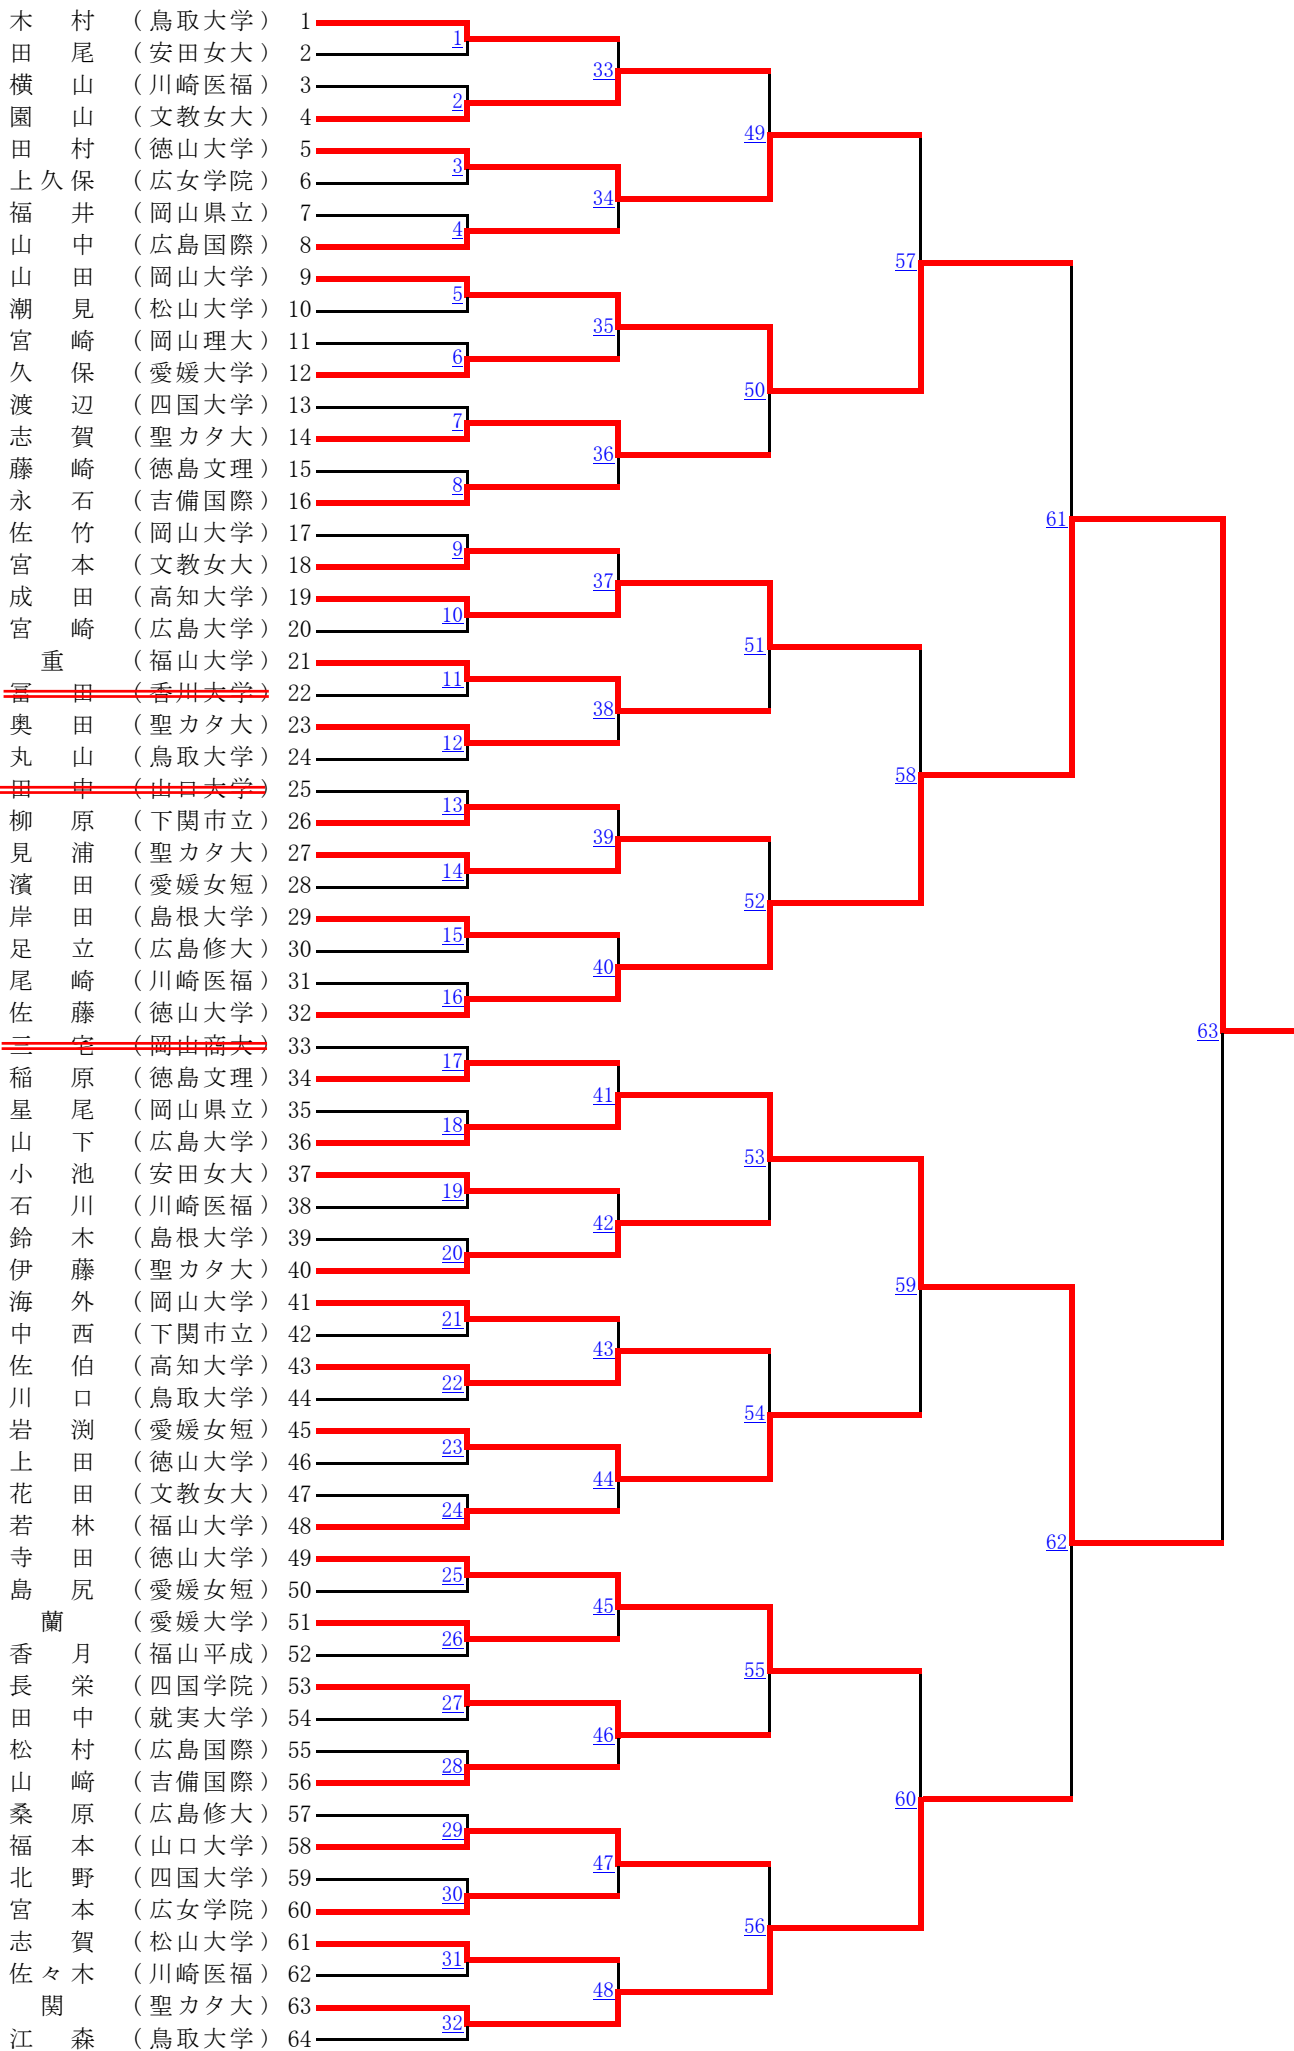 木村（鳥取大学）1
田尾（安田女大）2
横山（川崎医福）3
園山（文教女大）4
田村（徳山大学）5
上久保（広女学院）6
福井（岡山県立）7
山中（広島国際）8
山田（岡山大学）9
潮見（松山大学）10
宮崎（岡山理大）11
久保（愛媛大学）12
渡辺（四国大学）13
志賀（聖カタ大）14
藤崎（徳島文理）15
永石（吉備国際）16
佐竹（岡山大学）17
宮本（文教女大）18
成田（高知大学）19
宮崎（広島大学）20
重（福山大学）21
冨田（香川大学）22
奥田（聖カタ大）23
丸山（鳥取大学）24
田中（山口大学）25
柳原（下関市立）26
見浦（聖カタ大）27
濱田（愛媛女短）28
岸田（島根大学）29
足立（広島修大）30
尾崎（川崎医福）31
佐藤（徳山大学）32
三宅（岡山商大）33
稲原（徳島文理）34
星尾（岡山県立）35
山下（広島大学）36
小池（安田女大）37
石川（川崎医福）38
鈴木（島根大学）39
伊藤（聖カタ大）40
海外（岡山大学）41
中西（下関市立）42
佐伯（高知大学）43
川口（鳥取大学）44
岩渕（愛媛女短）45
上田（徳山大学）46
花田（文教女大）47
若林（福山大学）48
寺田（徳山大学）49
島尻（愛媛女短）50
蘭（愛媛大学）51
香月（福山平成）52
長栄（四国学院）53
田中（就実大学）54
松村（広島国際）55
山﨑（吉備国際）56
桑原（広島修大）57
福本（山口大学）58
北野（四国大学）59
宮本（広女学院）60
志賀（松山大学）61
佐々木（川崎医福）62
関（聖カタ大）63
江森（鳥取大学）64
1
2
3
4
5
6
7
8
9
10
11
12
13
14
15
16
17
18
19
20
21
22
23
24
25
26
27
28
29
30
31
32
33
34
35
36
37
38
39
40
41
42
43
44
45
46
47
48
49
50
51
52
53
54
55
56
57
58
59
60
61
62
63